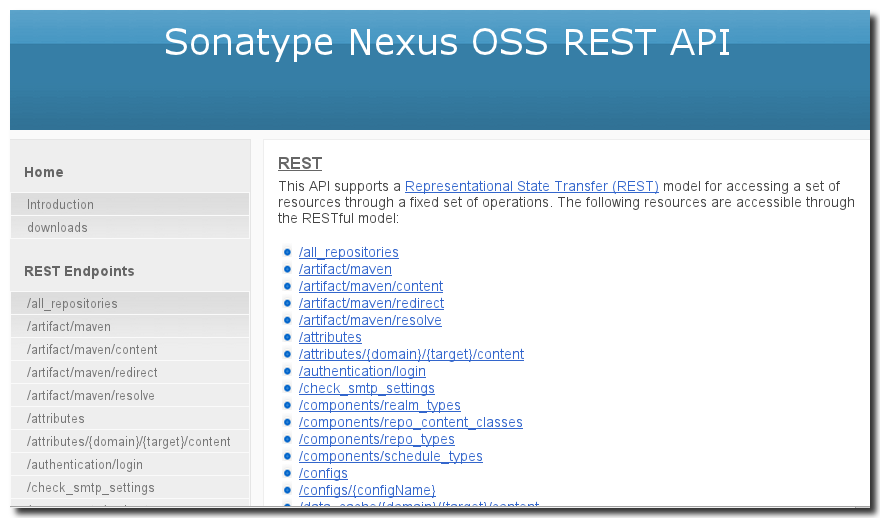 Sonatype Nexus OSS REST API
Home
Introduction
downloads
REST Endpoints
/all_repositories
/artifact/maven
/artifact/maven/content
/artifact/maven/redirect
/artifact/maven/resolve
/attributes
/attributes/{domain}/{target}/content
/authentication/login
/check_smtp_settings
REST
This API supports a Representational State Transfer (REST) model for accessing a set of
resources through a fixed set of operations. The following resources are accessible through
the RESTful model:
/all_repositories
/artifact/maven
/artifact/maven/content
/artifact/maven/redirect
/artifact/maven/resolve
/attributes
/attributes/{domain}/{target}/content
/authentication/login
/check_smtp_settings
/components/realm_types
/components/repo_content_classes
/components/repo_types
/components/schedule_types
/configs
/configs/{configName}
/data_cache/{domain}/{target}/content